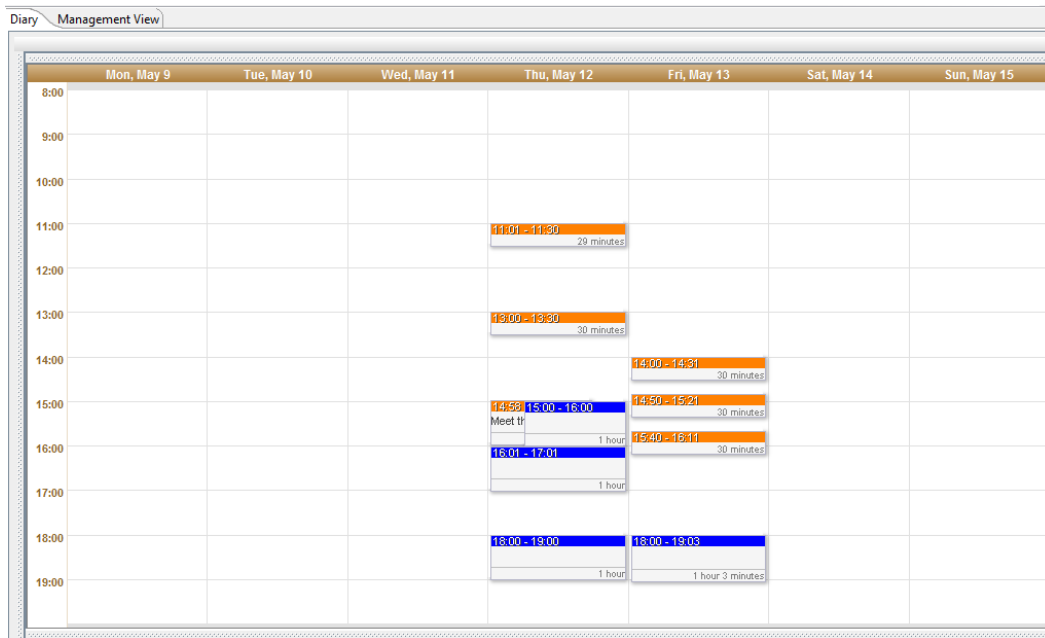 Diary Management View
Mon, May 9 Tue, May 10 Wed, May 11 Thu, May 12 Fri, May 13 Sat, May 14 Sun, May 15
8:00
9:00
10:00
11:00
11:01 - 11:30
29 minutes
12:00
13:00
13:00 - 13:30
30 minutes
14:00
14:00 - 14:31
30 minutes
14:50 - 15:21
30 minutes
15:00
14:58 15:00 - 16:00
Meet th
1 hour
15:40 - 16:11
30 minutes
16:00
16:01 - 17:01
1 hour
17:00
18:00
18:00 - 19:00 18:00 - 19:03
1 hour 1 hour 3 minutes
19:00